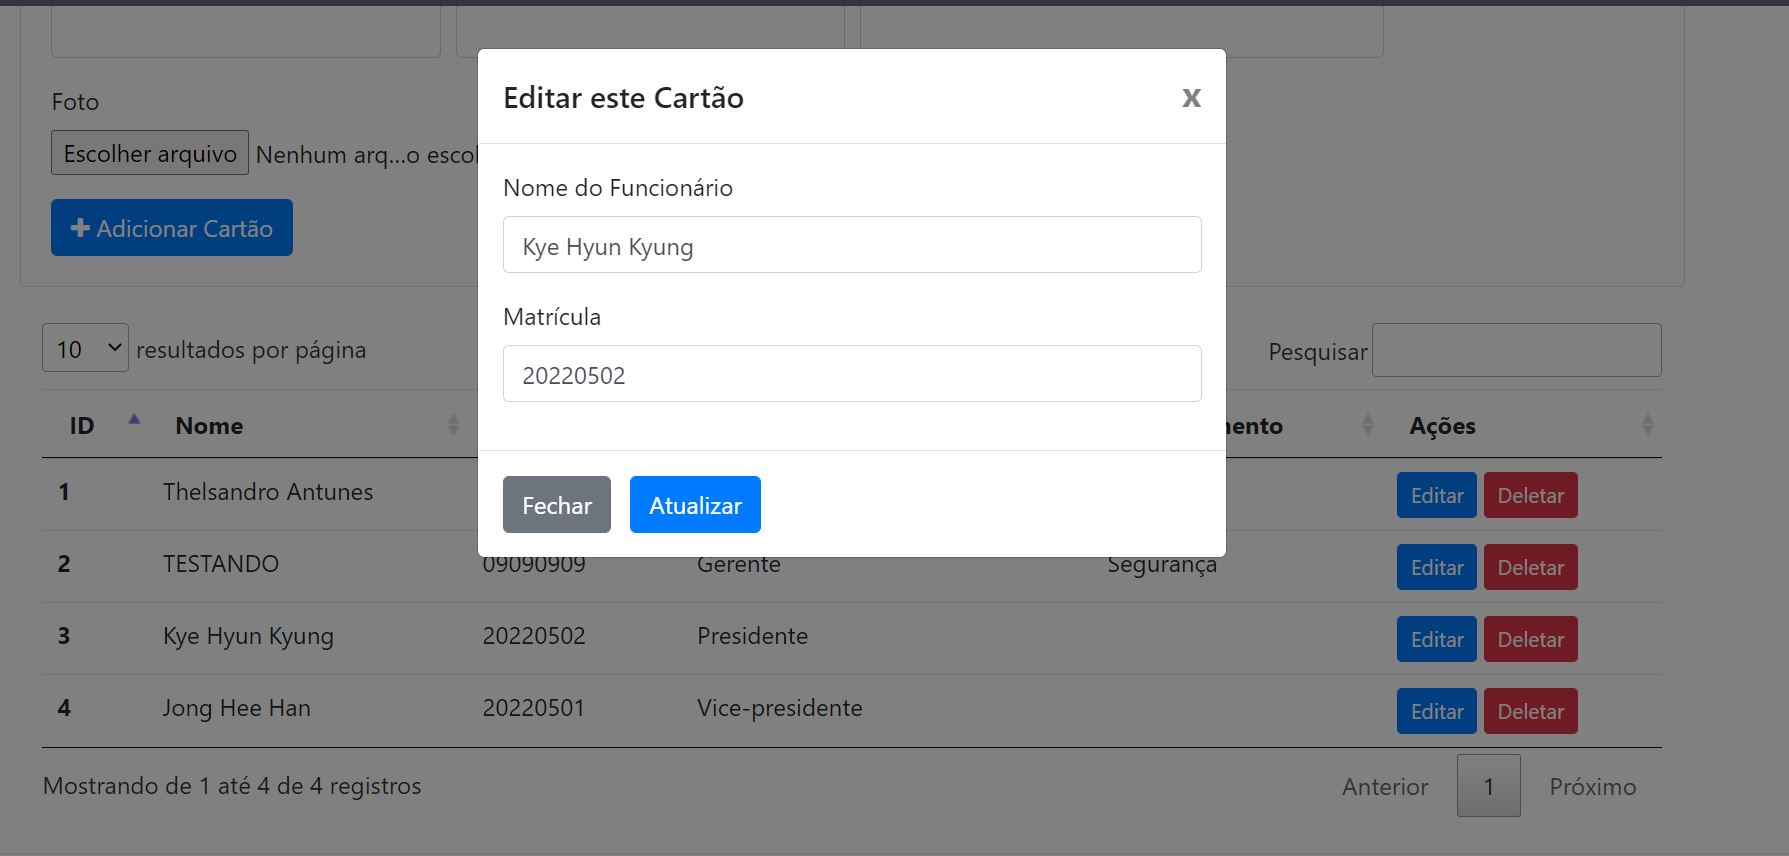 Editar este Cartão x
Foto
Escolher arquivo Nenhum arq...o escol
Nome do Funcionário
Adicionar Cartão
Kye Hyun Kyung
Matrícula
10 resultados por página
Pesquisar
20220502
ID Nome mento Ações
1 Thelsandro Antunes Editar Deletar
Fechar Atualizar
2 TESTANDO 09090909 Gerente Segurança Editar Deletar
3 Kye Hyun Kyung 20220502 Presidente Editar Deletar
4 Jong Hee Han 20220501 Vice-presidente Editar Deletar
Mostrando de 1 até 4 de 4 registros
Anterior 1 Próximo